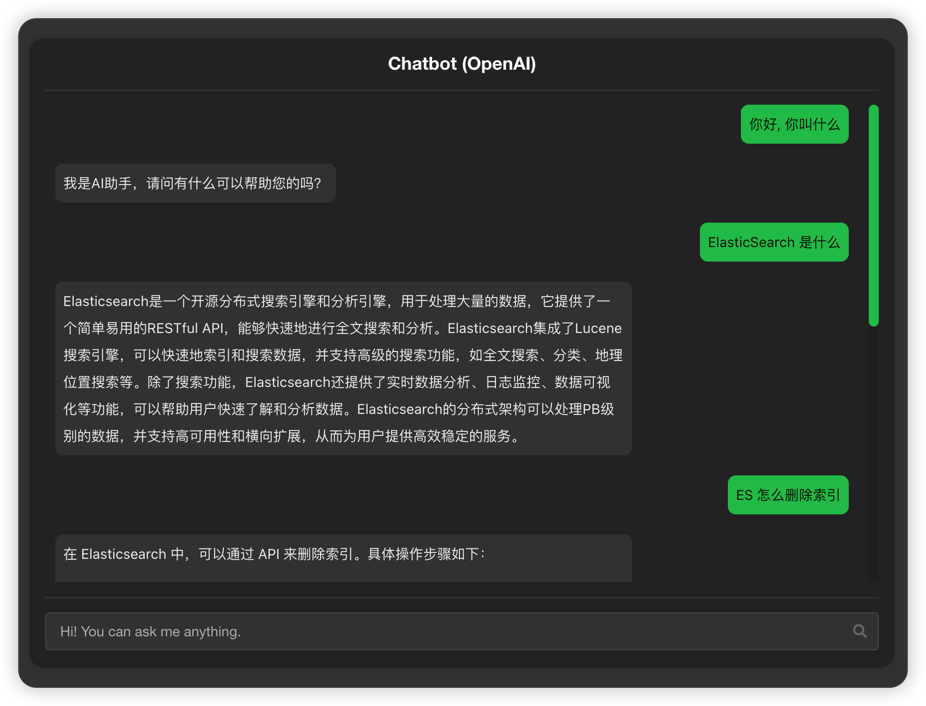 Chatbot (OpenAI)
你好, 你叫什么
我是AI助手，请问有什么可以帮助您的吗?
ElasticSearch 是什么
Elasticsearch是一个开源分布式搜索引擎和分析引擎，用于处理大量的数据，它提供了一
个简单易用的RESTful API，能够快速地进行全文搜索和分析。Elasticsearch集成了Lucene
搜索引擎，可以快速地索引和搜索数据，并支持高级的搜索功能，如全文搜索、分类、地理
位置搜索等。除了搜索功能，Elasticsearch还提供了实时数据分析、日志监控、数据可视
化等功能，可以帮助用户快速了解和分析数据。Elasticsearch的分布式架构可以处理PB级
别的数据，并支持高可用性和横向扩展，从而为用户提供高效稳定的服务。
ES 怎么删除索引
在 Elasticsearch 中，可以通过 API 来删除索引。具体操作步骤如下：
Hi! You can ask me anything.